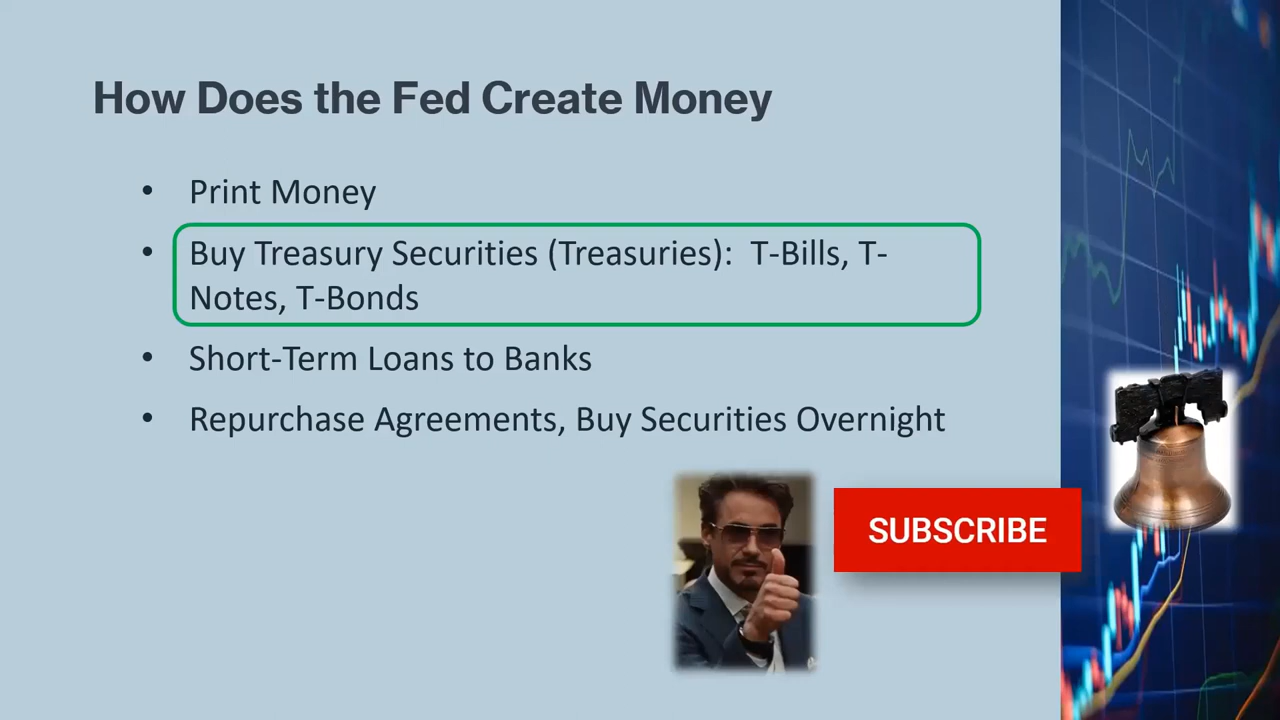 How Does the Fed Create Money
• Print Money
• Buy Treasury Securities (Treasuries): T-Bills, T-
Notes, T-Bonds
• Short-Term Loans to Banks
• Repurchase Agreements, Buy Securities Overnight
SUBSCRIBE